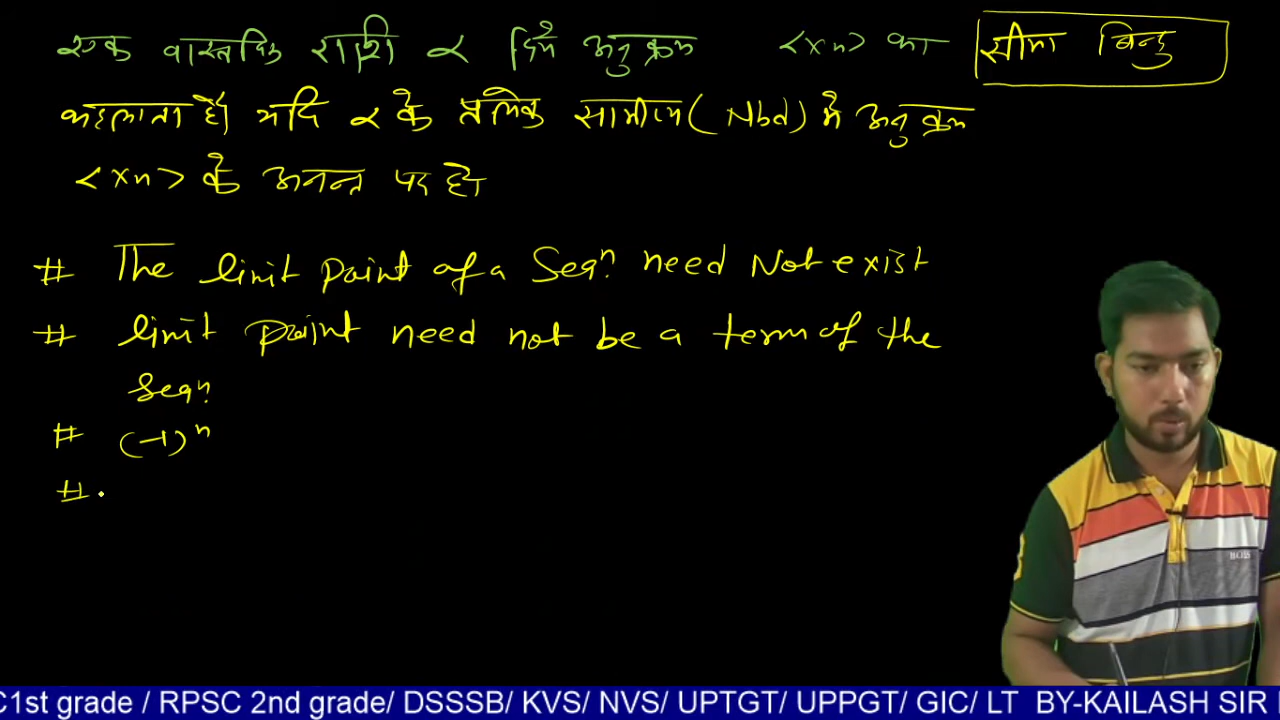 एक वास्तविक राशी α दिये अनुक्रम <xn> का सीमा बिन्दु
कहलाता है। यदि α के प्रत्येक सामीप्य (Nbd) में अनुक्रम
<xn> के अनन्त पद हो
# The limit point of a Seqⁿ need Not exist
# limit point need not be a term of the
Seqⁿ
# (-1)ⁿ
#.
C1st grade / RPSC 2nd grade/ DSSSB/ KVS/ NVS/ UPTGT/ UPPGT/ GIC/ LT BY-KAILASH SIR